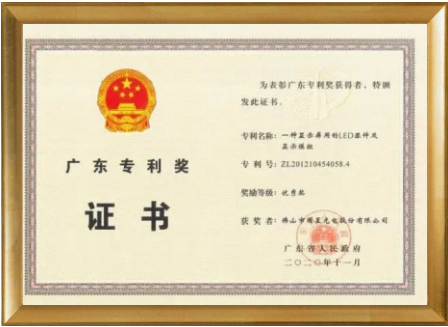 广东专利奖
证书
为表彰广东专利奖获得者，特颁
发此证书。
专利名称：一种显示屏用的LED器件及
显示模组
专 利 号：ZL201210454058.4
奖励等级：优秀奖
获 奖 者：佛山市国星光电股份有限公司
广东省人民政府
二〇二〇年十一月